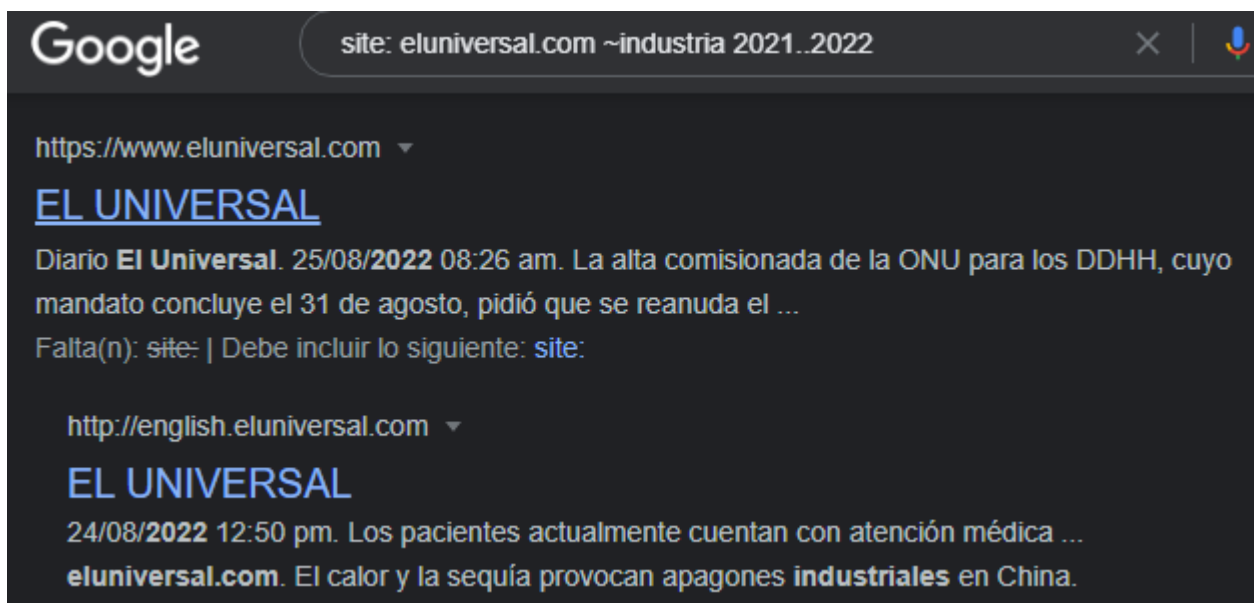 Google
site: eluniversal.com ~industria 2021..2022
https://www.eluniversal.com
EL UNIVERSAL
Diario El Universal. 25/08/2022 08:26 am. La alta comisionada de la ONU para los DDHH, cuyo
mandato concluye el 31 de agosto, pidió que se reanuda el ...
Falta(n): site: | Debe incluir lo siguiente: site:
http://english.eluniversal.com
EL UNIVERSAL
24/08/2022 12:50 pm. Los pacientes actualmente cuentan con atención médica ...
eluniversal.com. El calor y la sequía provocan apagones industriales en China.